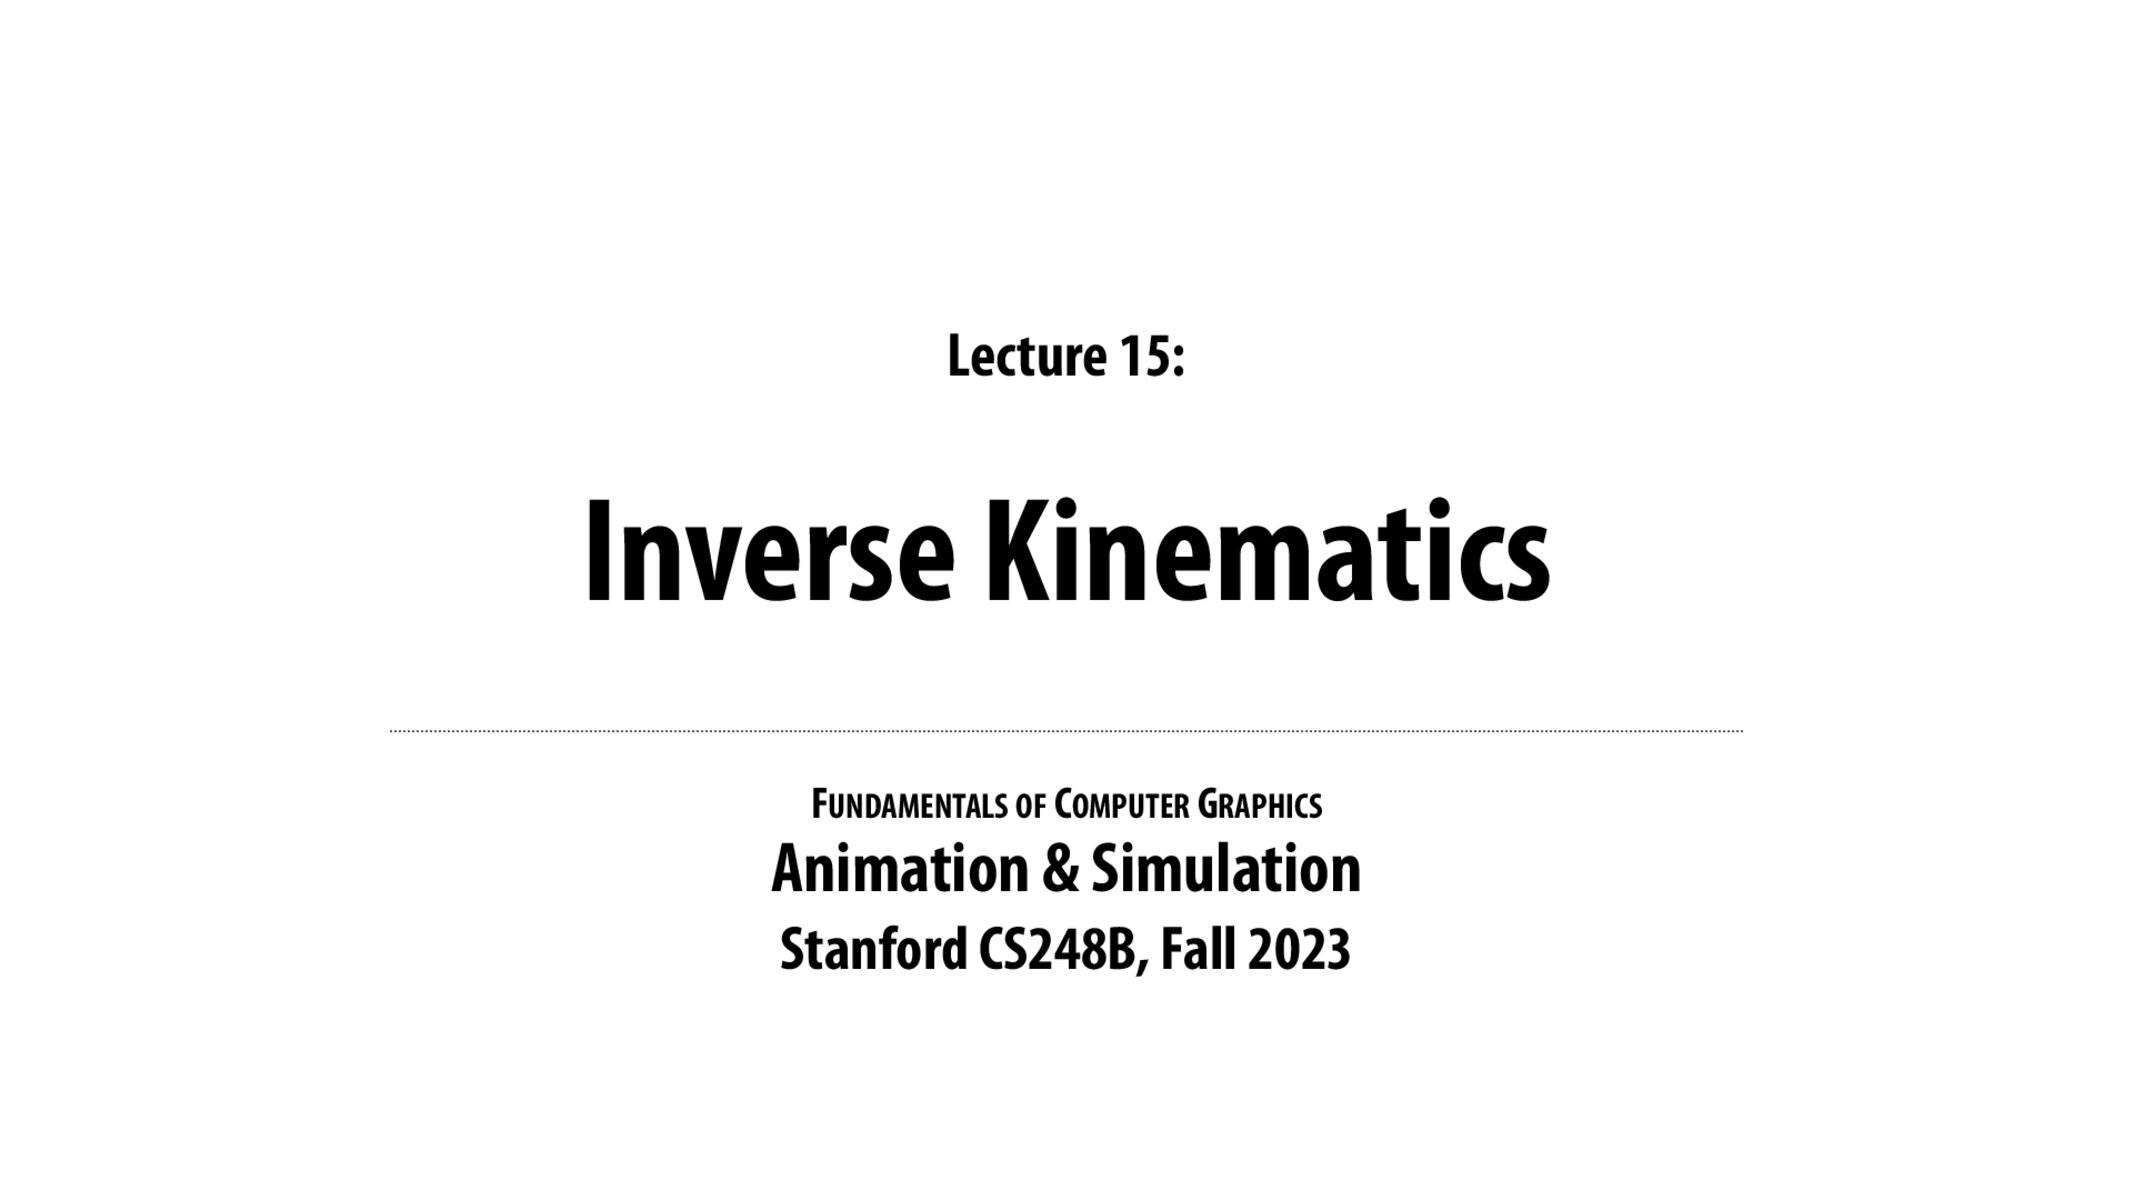 Lecture 15:
Inverse Kinematics
FUNDAMENTALS OF COMPUTER GRAPHICS
Animation & Simulation
Stanford CS248B, Fall 2023